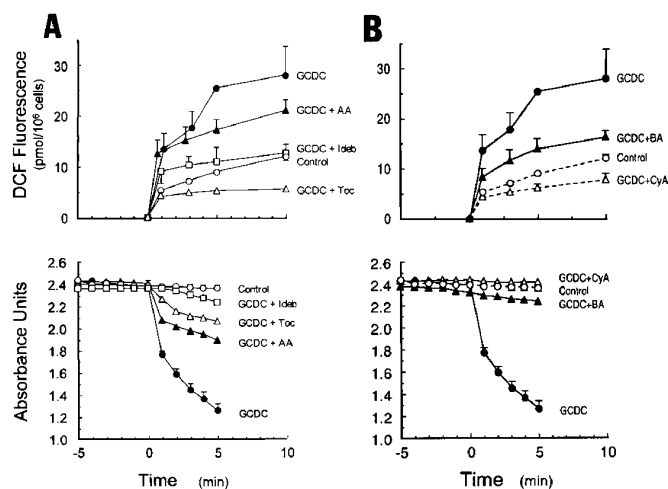 A
DCF Fluorescence
(pmol/10⁶ cells)
30
20
10
0
GCDC
GCDC + AA
GCDC + Ideb
Control
GCDC + Toc
B
30
20
10
0
GCDC
GCDC+BA
Control
GCDC+CyA
Absorbance Units
2.6
2.4
2.2
2.0
1.8
1.6
1.4
1.2
1.0
Control
GCDC + Ideb
GCDC + Toc
GCDC + AA
GCDC
-5 0 5 10
Time (min)
2.6
2.4
2.2
2.0
1.8
1.6
1.4
1.2
1.0
GCDC+CyA
Control
GCDC+BA
GCDC
-5 0 5 10
Time (min)